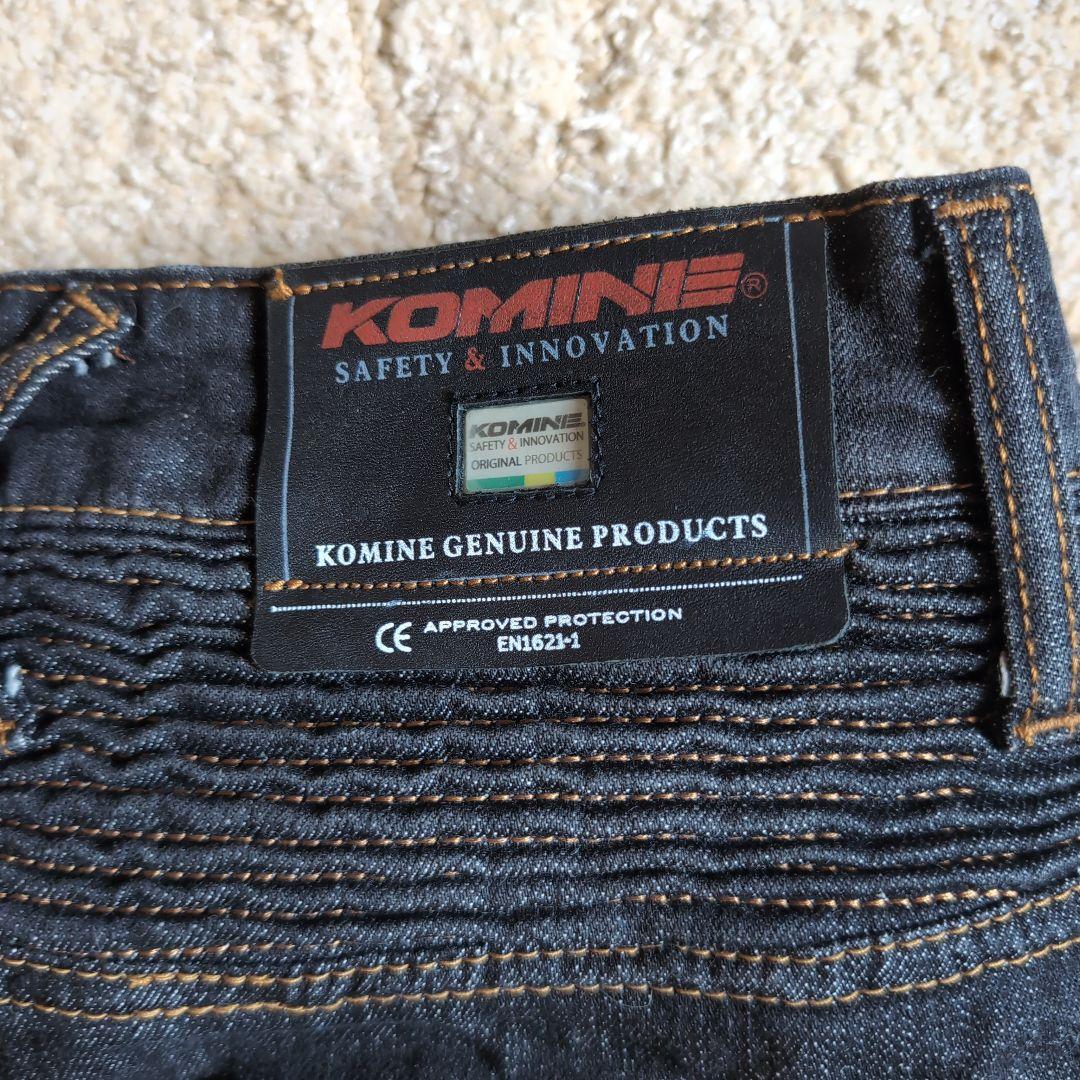 KOMINE®
SAFETY & INNOVATION
KOMINE®
SAFETY & INNOVATION
ORIGINAL PRODUCTS
KOMINE GENUINE PRODUCTS
CE APPROVED PROTECTION
EN1621-1